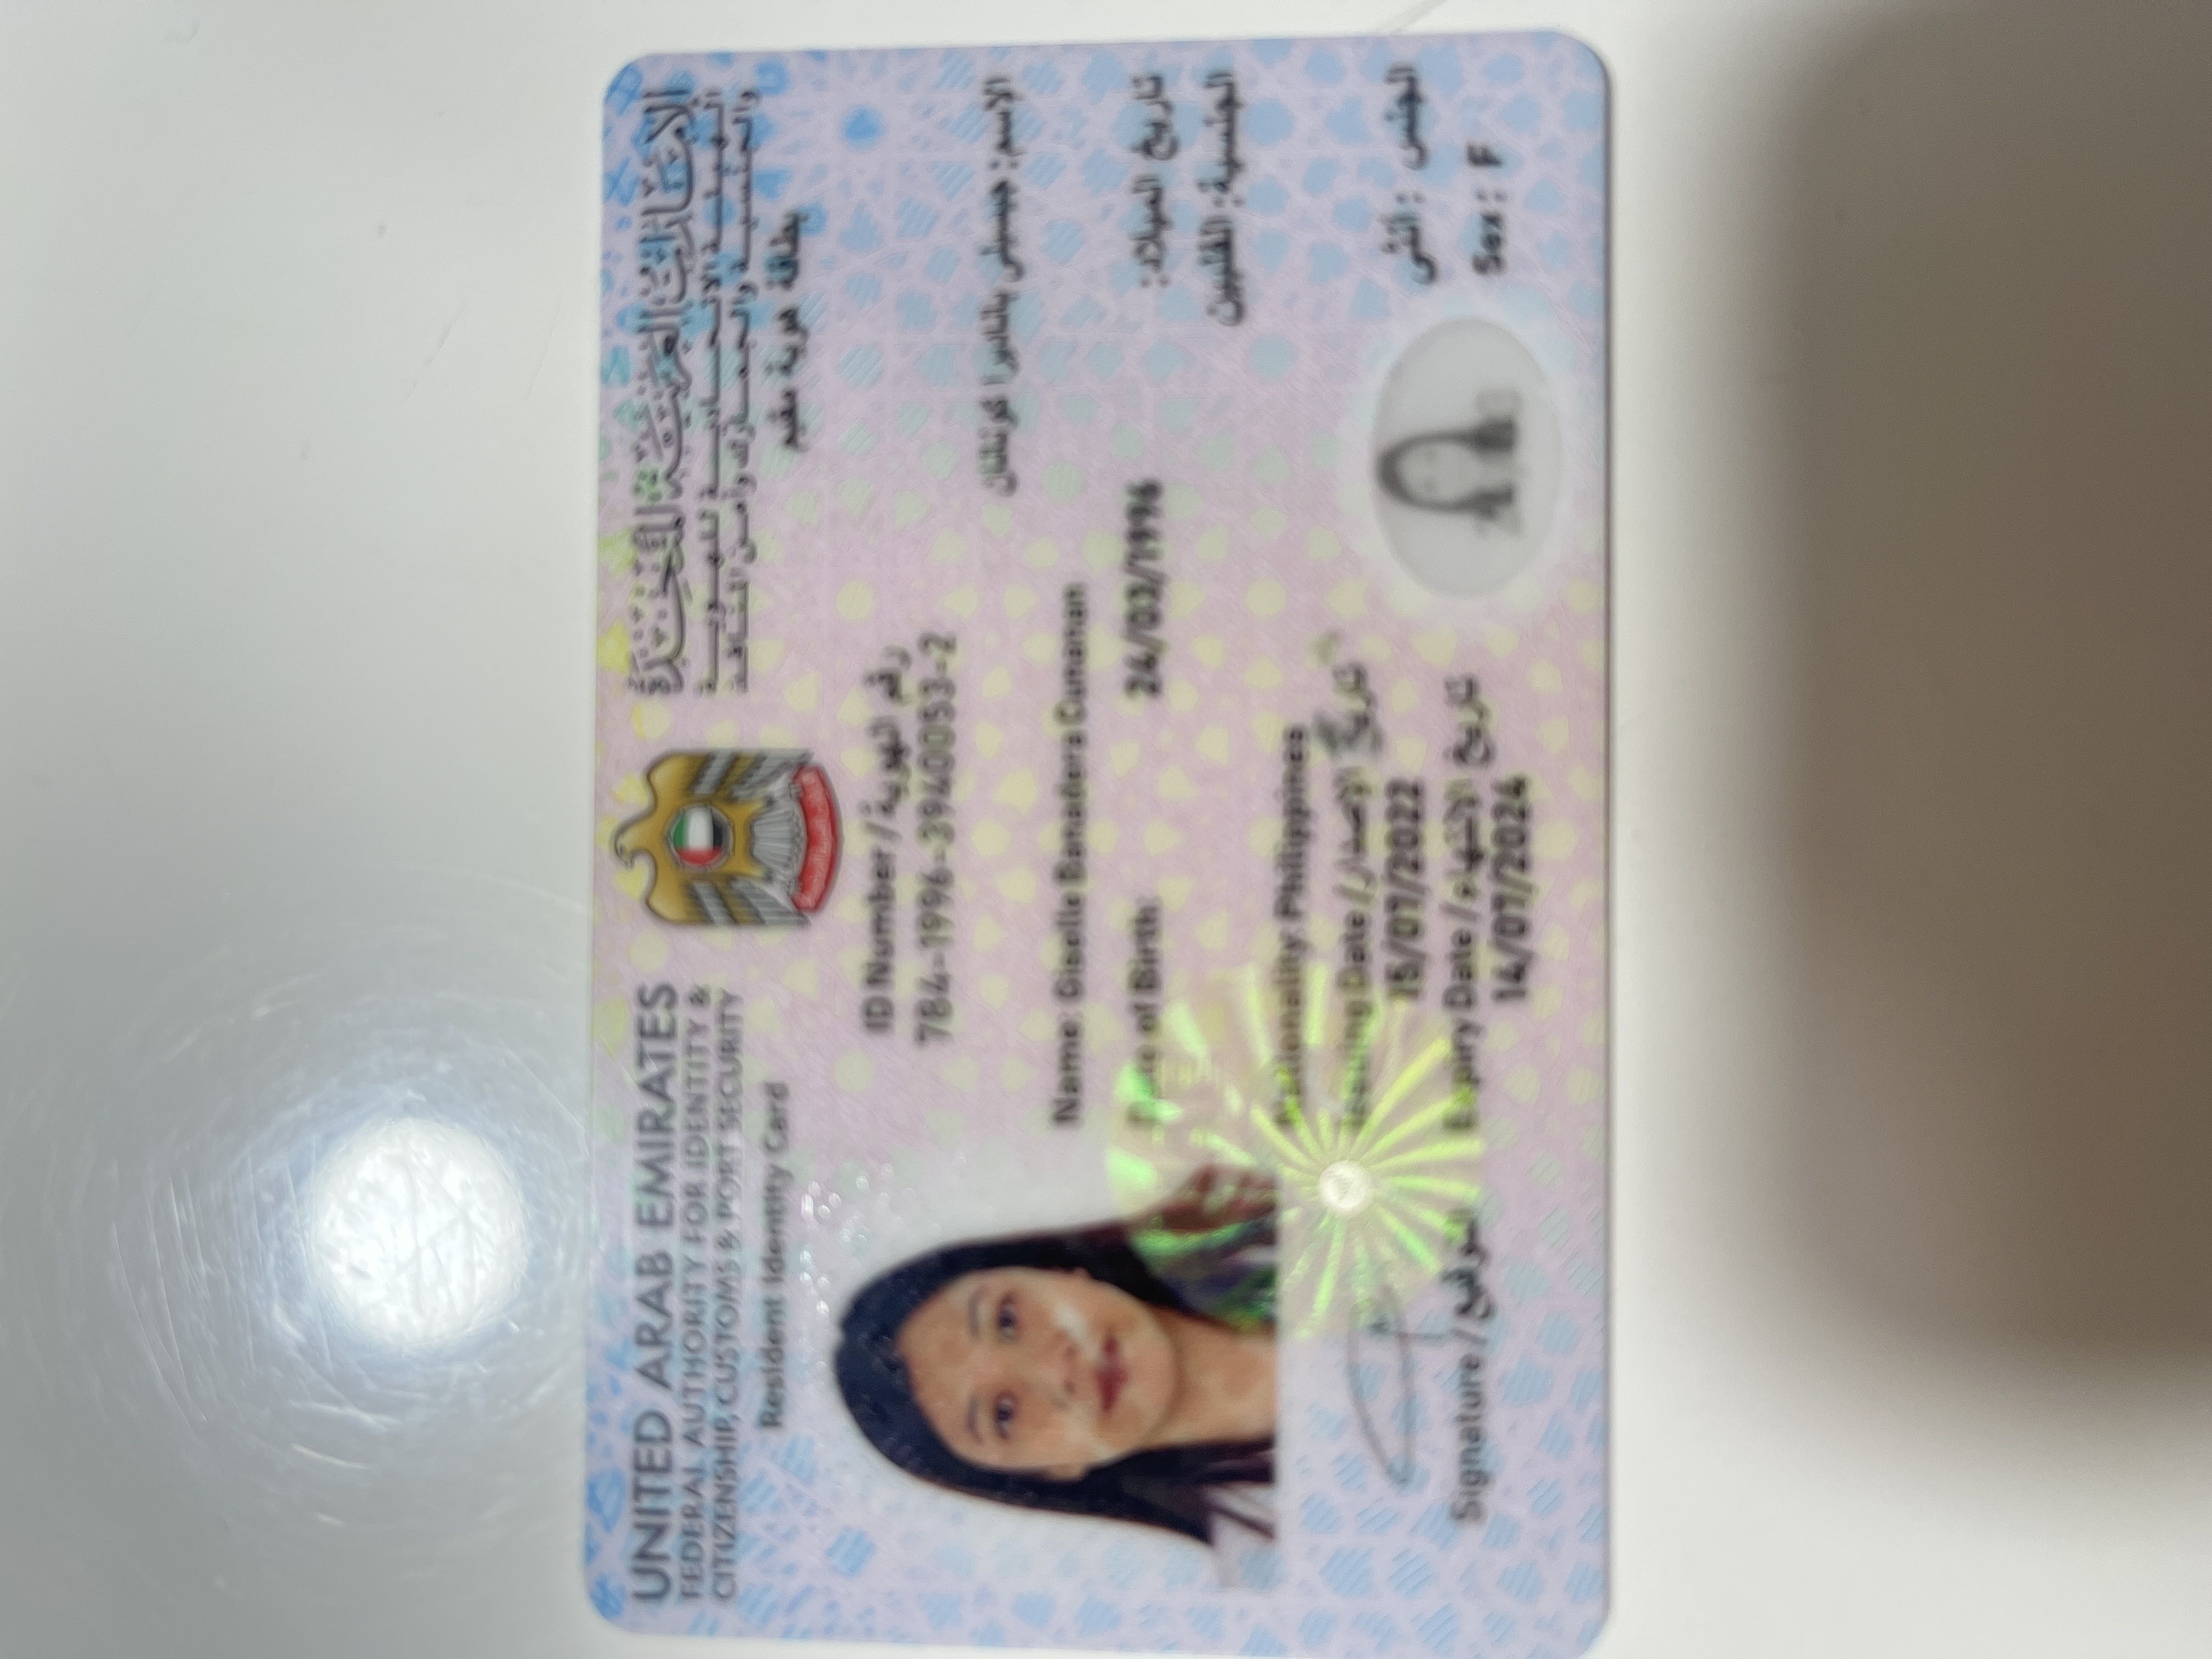 UNITED ARAB EMIRATES
FEDERAL AUTHORITY FOR IDENTITY &
CITIZENSHIP, CUSTOMS & PORT SECURITY
Resident Identity Card
الإمارات العربية المتحدة
الهيئة الاتحادية للهوية
والجنسية والجمارك وأمن المنافذ
بطاقة هوية مقيم
ID Number / رقم الهوية
784-1996-3940053-2
الإسم: جيسيلي باناديرا كونانان
Name: Giselle Banadera Cunanan
Date of Birth: 24/03/1996 تاريخ الميلاد:
الجنسية: الفلبين
Nationality: Philippines
Issuing Date / تاريخ الإصدار
15/07/2022
Expiry Date / تاريخ الانتهاء
14/07/2024
Signature / التوقيع
الجنس : أنثى
Sex: F